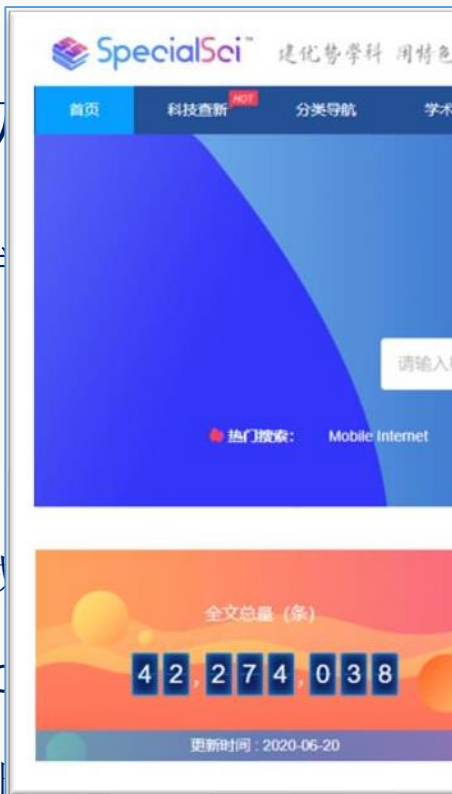 SpecialSci™ 建优势学科 用特色
首页 科技查新 HOT 分类导航 学术
请输入
热门搜索： Mobile Internet
全文总量 (条)
42,274,038
更新时间 : 2020-06-20